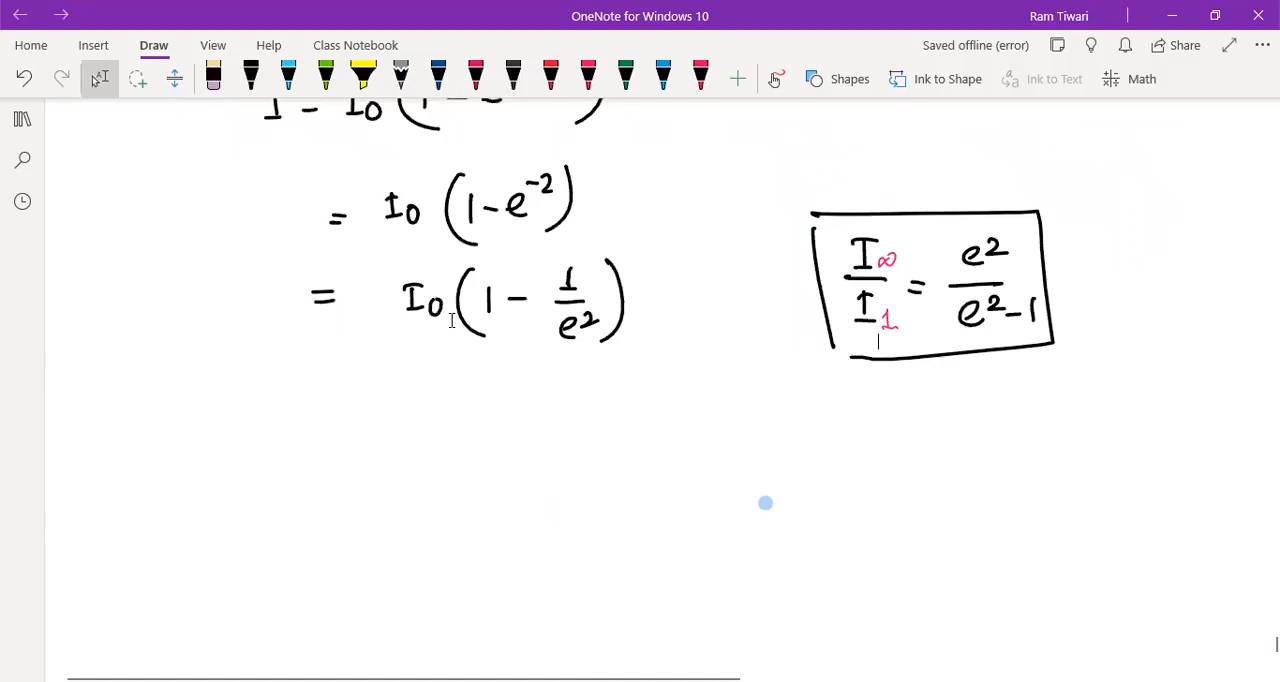 OneNote for Windows 10
Ram Tiwari
Home Insert Draw View Help Class Notebook
Saved offline (error)
Share
Shapes
Ink to Shape
Ink to Text
Math
= I0 (1 - e^-2)
= I0 (1 - 1/e^2)
I∞/I1 = e^2/(e^2 - 1)